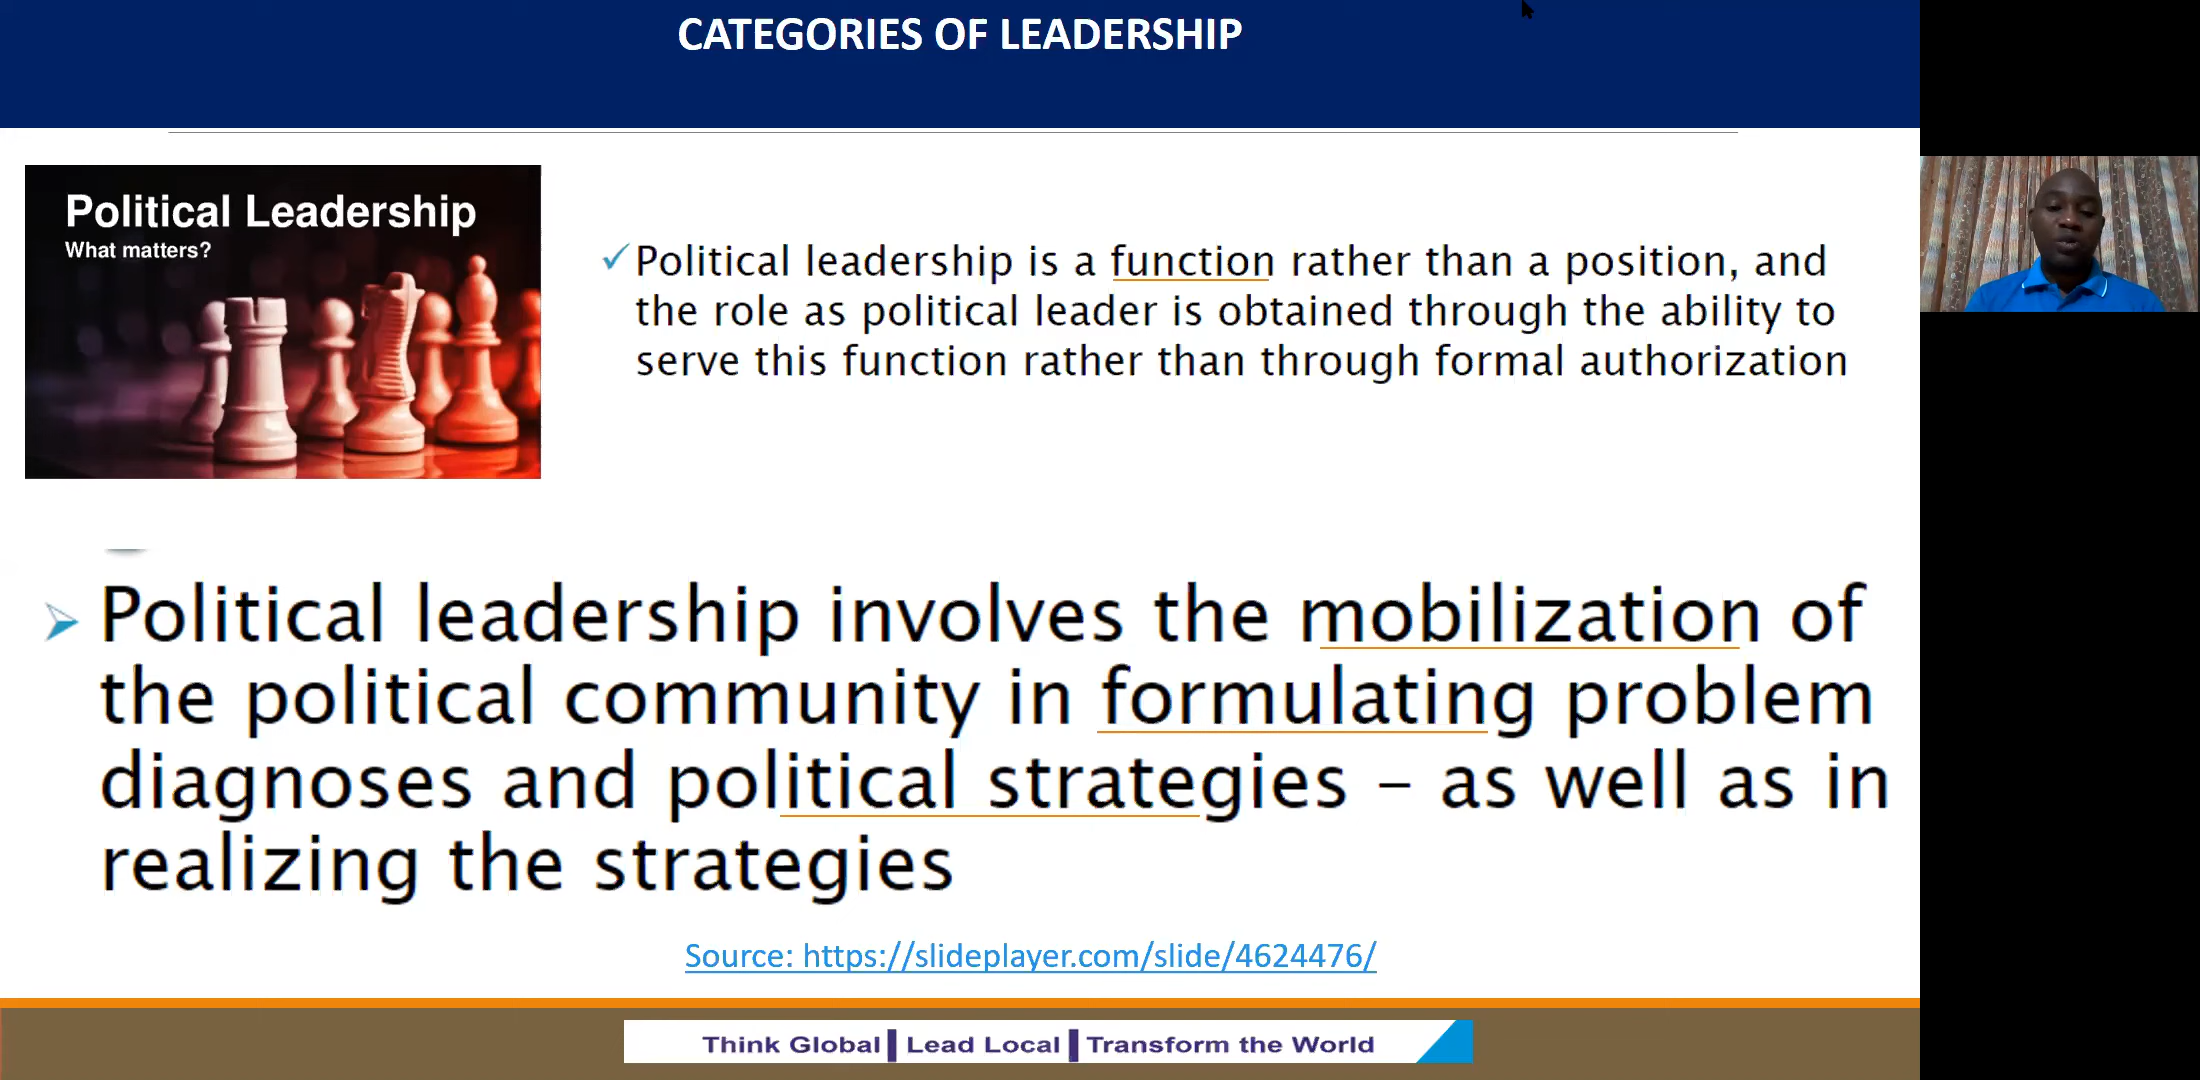 CATEGORIES OF LEADERSHIP
Political Leadership
What matters?
Political leadership is a function rather than a position, and
the role as political leader is obtained through the ability to
serve this function rather than through formal authorization
Political leadership involves the mobilization of
the political community in formulating problem
diagnoses and political strategies – as well as in
realizing the strategies
Source: https://slideplayer.com/slide/4624476/
Think Global | Lead Local | Transform the World